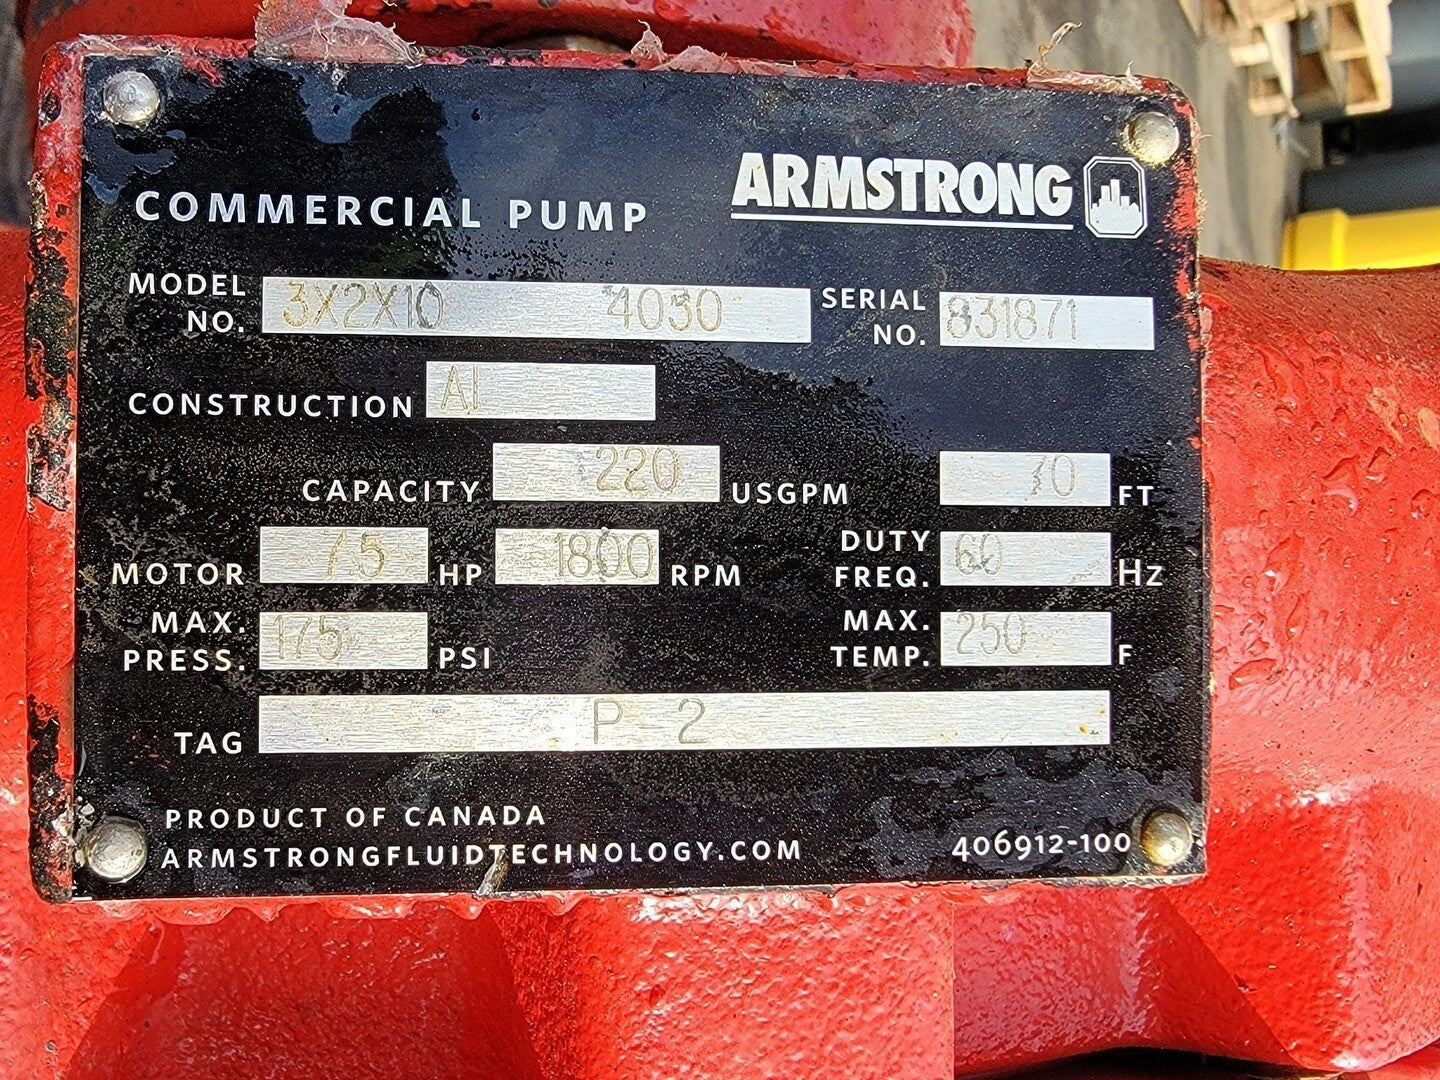 ARMSTRONG
COMMERCIAL PUMP
MODEL NO. 3X2X10 4030 SERIAL NO. 831871
CONSTRUCTION AI
CAPACITY 220 USGPM 70 FT
MOTOR 7.5 HP 1800 RPM DUTY FREQ. 60 Hz
MAX. PRESS. 175 PSI MAX. TEMP. 250 F
TAG P-2
PRODUCT OF CANADA
ARMSTRONGFLUIDTECHNOLOGY.COM 406912-100